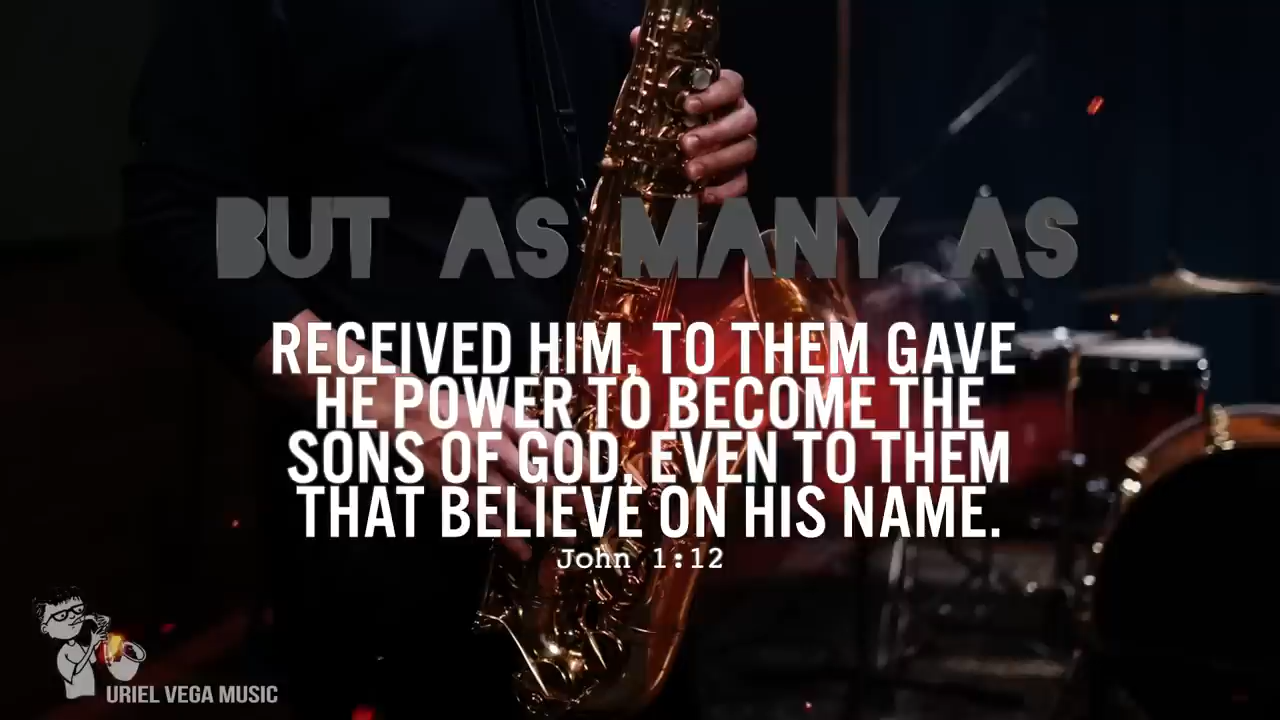 BUT AS MANY AS
RECEIVED HIM, TO THEM GAVE
HE POWER TO BECOME THE
SONS OF GOD, EVEN TO THEM
THAT BELIEVE ON HIS NAME.
John 1:12
URIEL VEGA MUSIC